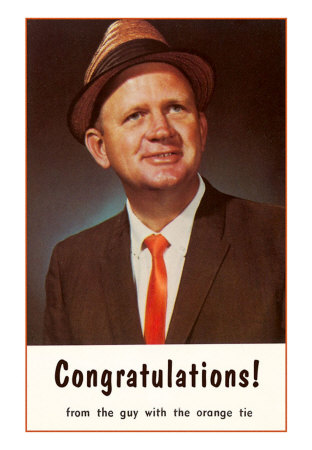 Congratulations!
from the guy with the orange tie